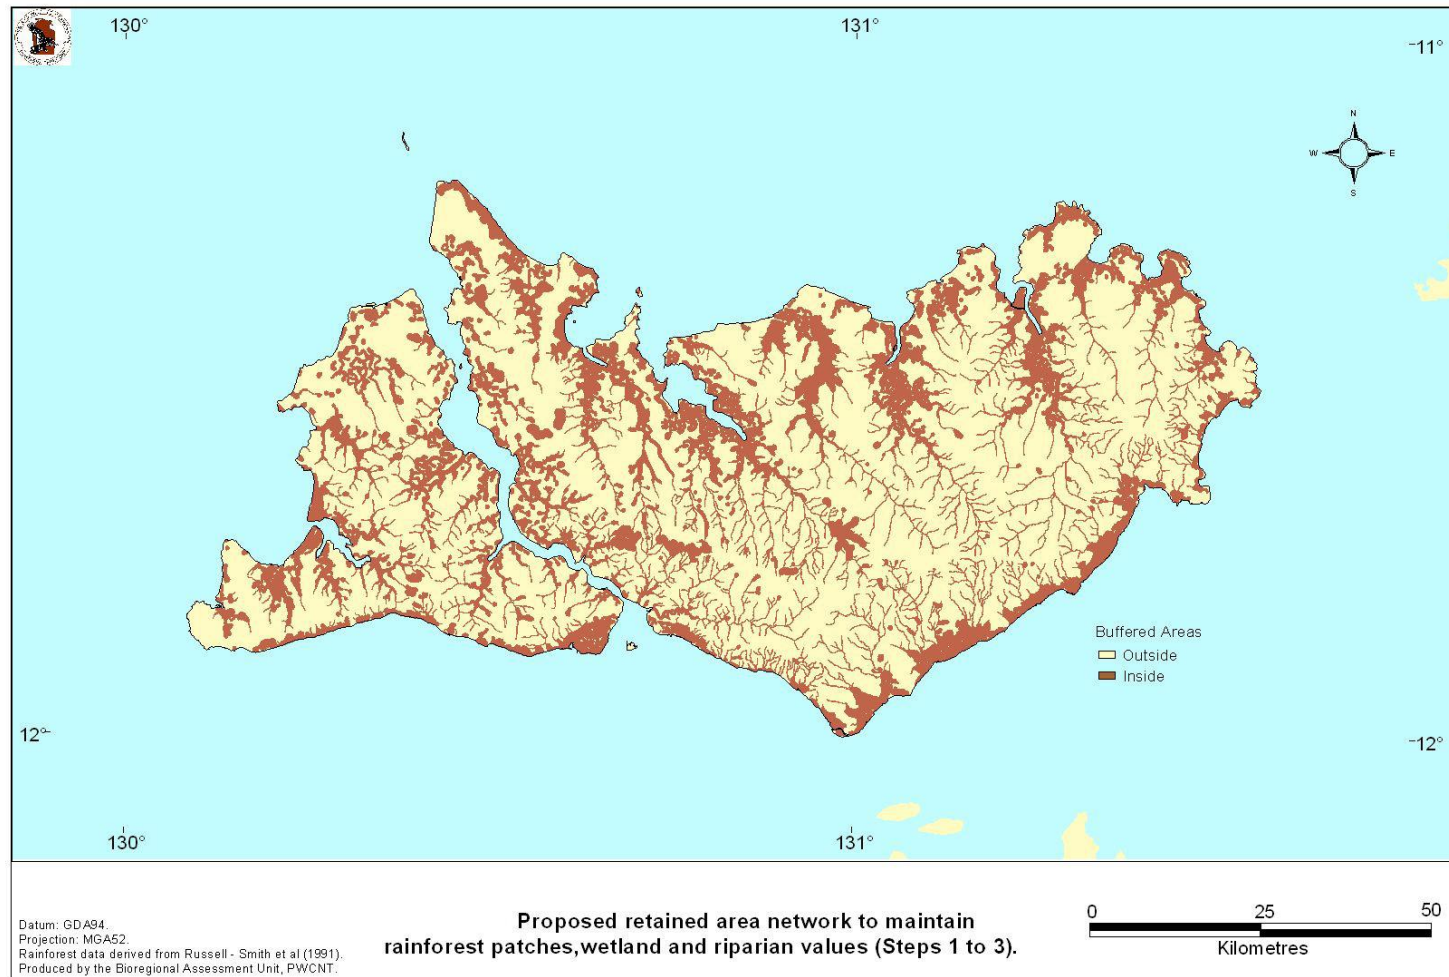 130°
131°
11°
N
W
E
S
Buffered Areas
Outside
Inside
12°
12°
130°
131°
Datum: GDA94.
Projection: MGA52.
Rainforest data derived from Russell - Smith et al (1991).
Produced by the Bioregional Assessment Unit, PWCNT.
Proposed retained area network to maintain
rainforest patches,wetland and riparian values (Steps 1 to 3).
0 25 50
Kilometres